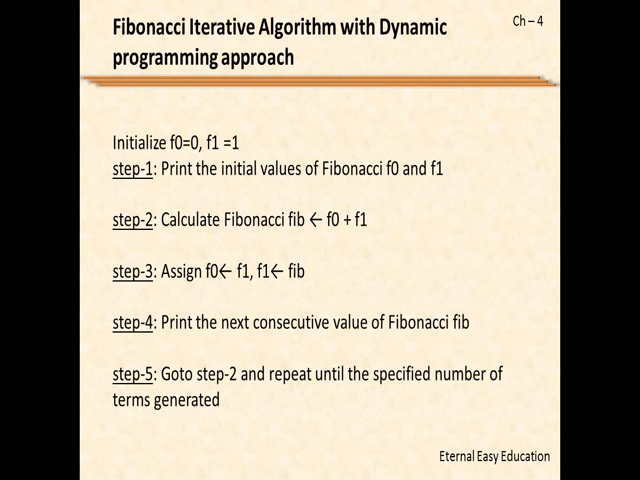 Fibonacci Iterative Algorithm with Dynamic
Ch – 4
programming approach
Initialize f0=0, f1 =1
step-1: Print the initial values of Fibonacci f0 and f1
step-2: Calculate Fibonacci fib ← f0 + f1
step-3: Assign f0← f1, f1← fib
step-4: Print the next consecutive value of Fibonacci fib
step-5: Goto step-2 and repeat until the specified number of
terms generated
Eternal Easy Education